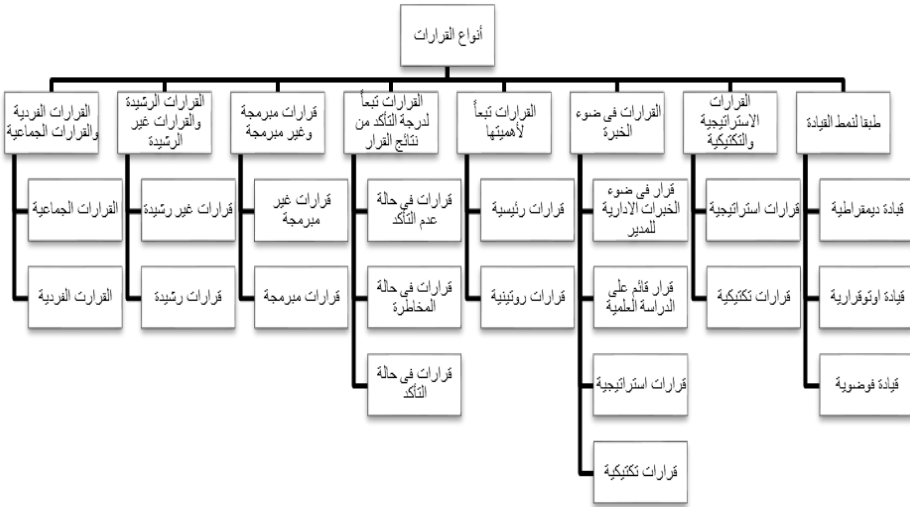 أنواع القرارات
طبقا لنمط القيادة
قيادة ديمقراطية
قيادة اوتوقرارية
قيادة فوضوية
القرارات
الاستراتيجية
والتكتيكية
قرارات استراتيجية
قرارات تكتيكية
القرارات فى ضوء
الخبرة
قرار فى ضوء
الخبرات الادارية
للمدير
قرار قائم على
الدراسة العلمية
قرارات استراتيجية
قرارات تكتيكية
القرارات تبعاً
لأهميتها
قرارات رئيسية
قرارات روتينية
القرارات تبعاً
لدرجة التأكد من
نتائج القرار
قرارات فى حالة
عدم التأكد
قرارات فى حالة
المخاطرة
قرارات فى حالة
التأكد
قرارات مبرمجة
وغير مبرمجة
قرارات غير
مبرمجة
قرارات مبرمجة
القرارات الرشيدة
والقرارات غير
الرشيدة
قرارات غير رشيدة
قرارات رشيدة
القرارات الفردية
والقرارات الجماعية
القرارات الجماعية
القرارت الفردية